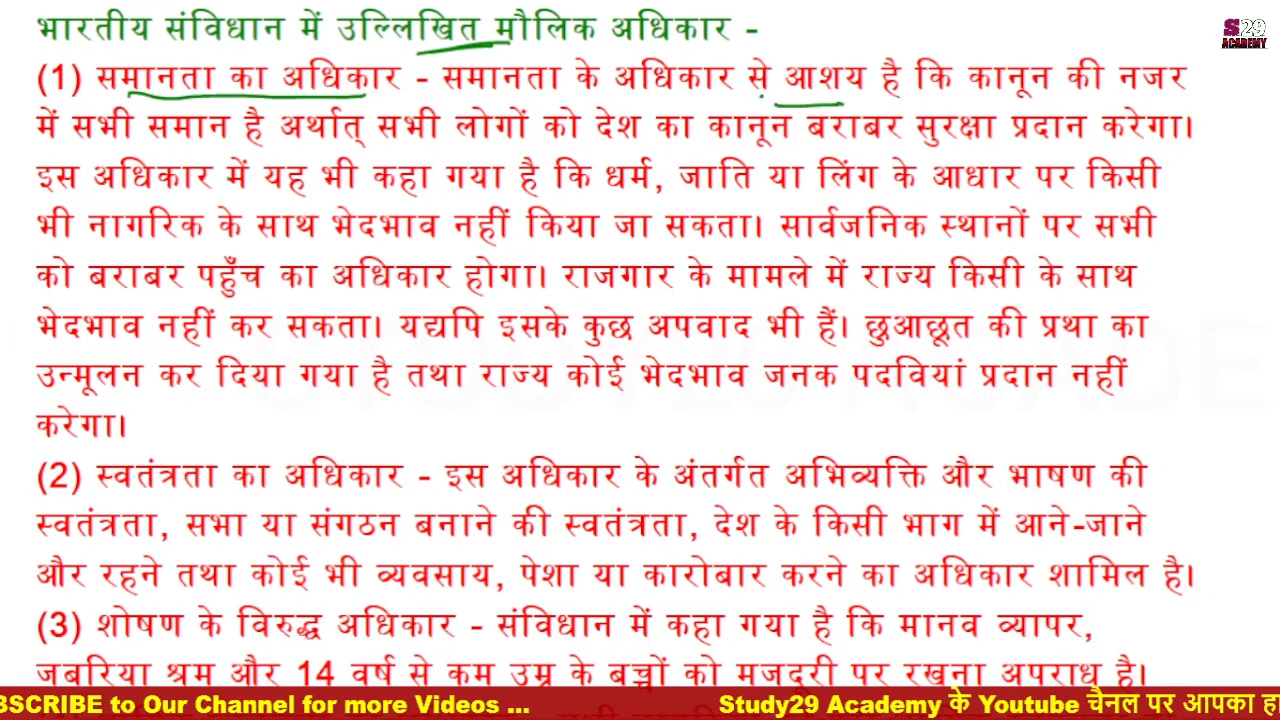 भारतीय संविधान में उल्लिखित मौलिक अधिकार -
S29
ACADEMY
(1) समानता का अधिकार - समानता के अधिकार से आशय है कि कानून की नजर
में सभी समान है अर्थात् सभी लोगों को देश का कानून बराबर सुरक्षा प्रदान करेगा।
इस अधिकार में यह भी कहा गया है कि धर्म, जाति या लिंग के आधार पर किसी
भी नागरिक के साथ भेदभाव नहीं किया जा सकता। सार्वजनिक स्थानों पर सभी
को बराबर पहुँच का अधिकार होगा। राजगार के मामले में राज्य किसी के साथ
भेदभाव नहीं कर सकता। यद्यपि इसके कुछ अपवाद भी हैं। छुआछूत की प्रथा का
उन्मूलन कर दिया गया है तथा राज्य कोई भेदभाव जनक पदवियां प्रदान नहीं
करेगा।
(2) स्वतंत्रता का अधिकार - इस अधिकार के अंतर्गत अभिव्यक्ति और भाषण की
स्वतंत्रता, सभा या संगठन बनाने की स्वतंत्रता, देश के किसी भाग में आने-जाने
और रहने तथा कोई भी व्यवसाय, पेशा या कारोबार करने का अधिकार शामिल है।
(3) शोषण के विरुद्ध अधिकार - संविधान में कहा गया है कि मानव व्यापर,
जबरिया श्रम और 14 वर्ष से कम उम्र के बच्चों को मजदूरी पर रखना अपराध है।
BSCRIBE to Our Channel for more Videos ... Study29 Academy के Youtube चैनल पर आपका ह